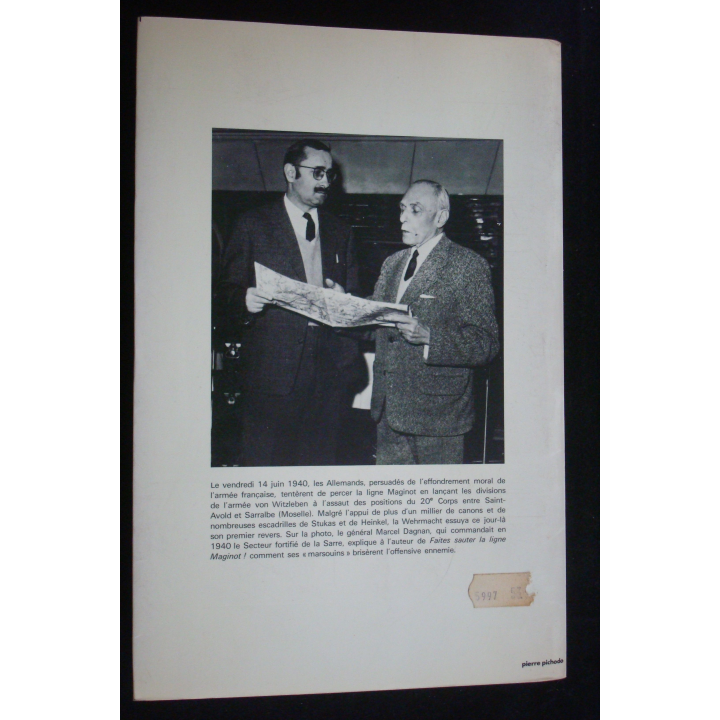 Le vendredi 14 juin 1940, les Allemands, persuadés de l'effondrement moral de
l'armée française, tentèrent de percer la ligne Maginot en lançant les divisions
de l'armée von Witzleben à l'assaut des positions du 20e Corps entre Saint-
Avold et Sarralbe (Moselle). Malgré l'appui de plus d'un millier de canons et de
nombreuses escadrilles de Stukas et de Heinkel, la Wehrmacht essuya ce jour-là
son premier revers. Sur la photo, le général Marcel Dagnan, qui commandait en
1940 le Secteur fortifié de la Sarre, explique à l'auteur de Faites sauter la ligne
Maginot ! comment ses « marsouins » brisèrent l'offensive ennemie.
pierre pichodé